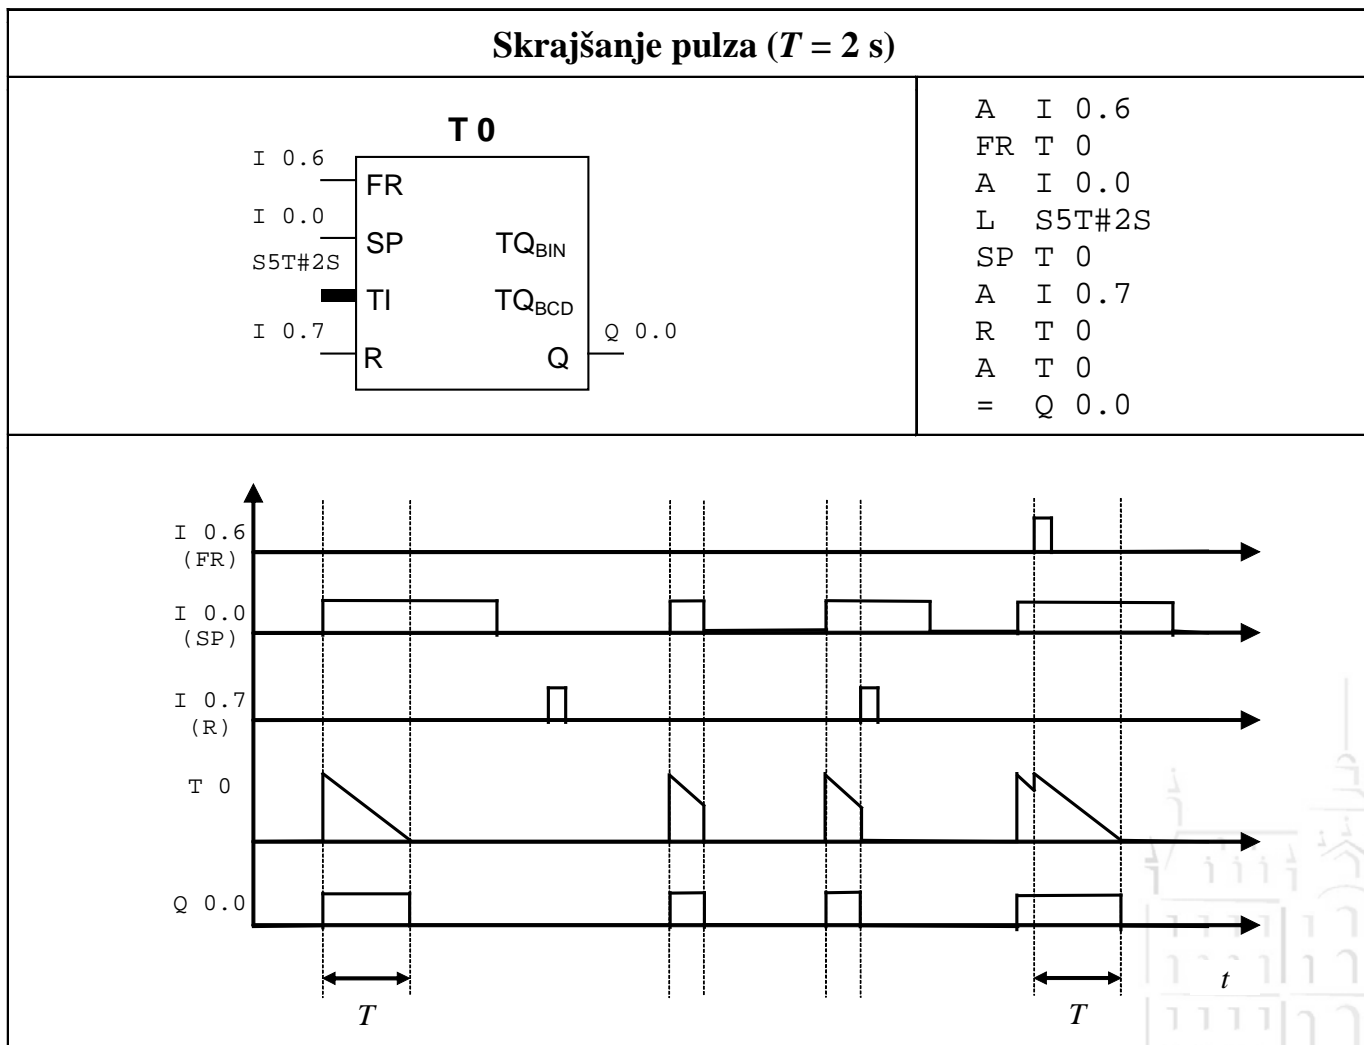 Skrajšanje pulza (T = 2 s)
T 0
I 0.6
FR
I 0.0
SP
TQBIN
S5T#2S
TI
TQBCD
I 0.7
R
Q
Q 0.0
A I 0.6
FR T 0
A I 0.0
L S5T#2S
SP T 0
A I 0.7
R T 0
A T 0
= Q 0.0
I 0.6
(FR)
I 0.0
(SP)
I 0.7
(R)
T 0
Q 0.0
T
T
t